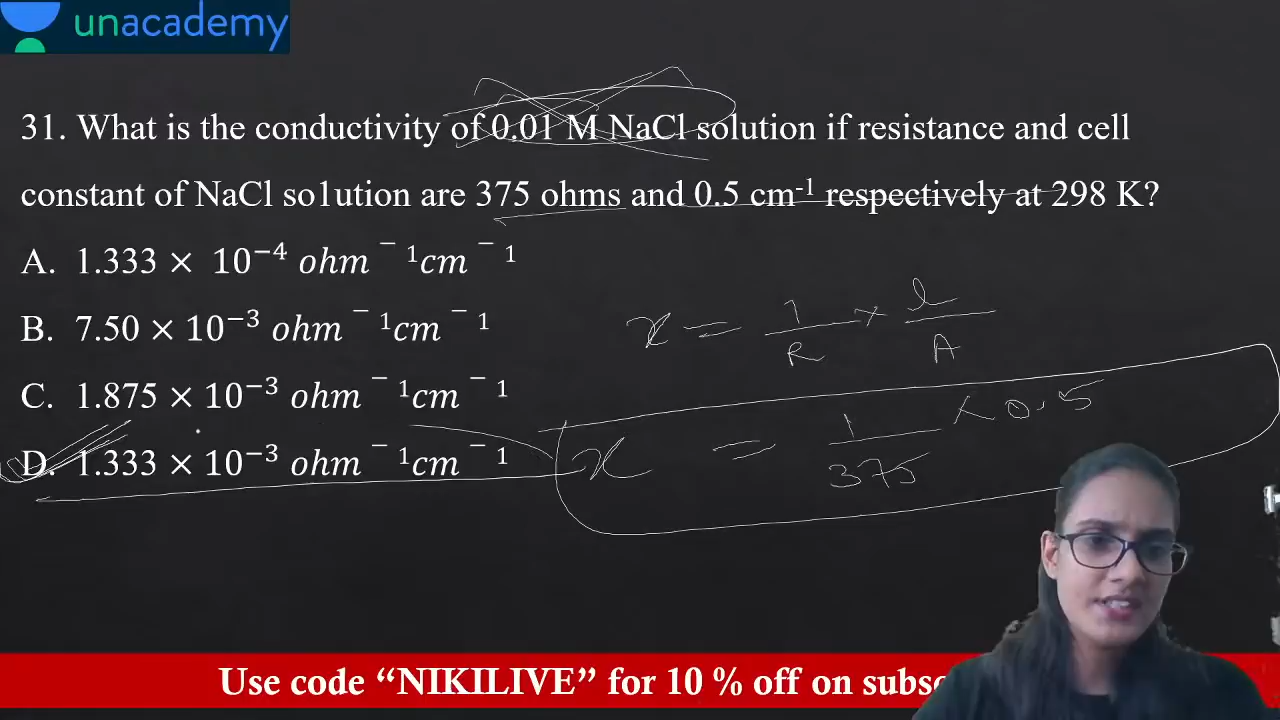 unacademy
31. What is the conductivity of 0.01 M NaCl solution if resistance and cell
constant of NaCl so1ution are 375 ohms and 0.5 cm⁻¹ respectively at 298 K?
A. 1.333 × 10⁻⁴ ohm ⁻ ¹cm ⁻ ¹
B. 7.50 × 10⁻³ ohm ⁻ ¹cm ⁻ ¹
C. 1.875 × 10⁻³ ohm ⁻ ¹cm ⁻ ¹
D. 1.333 × 10⁻³ ohm ⁻ ¹cm ⁻ ¹
x = 1/R × l/A
x = 1/375 × 0.5
Use code “NIKILIVE” for 10 % off on subsc